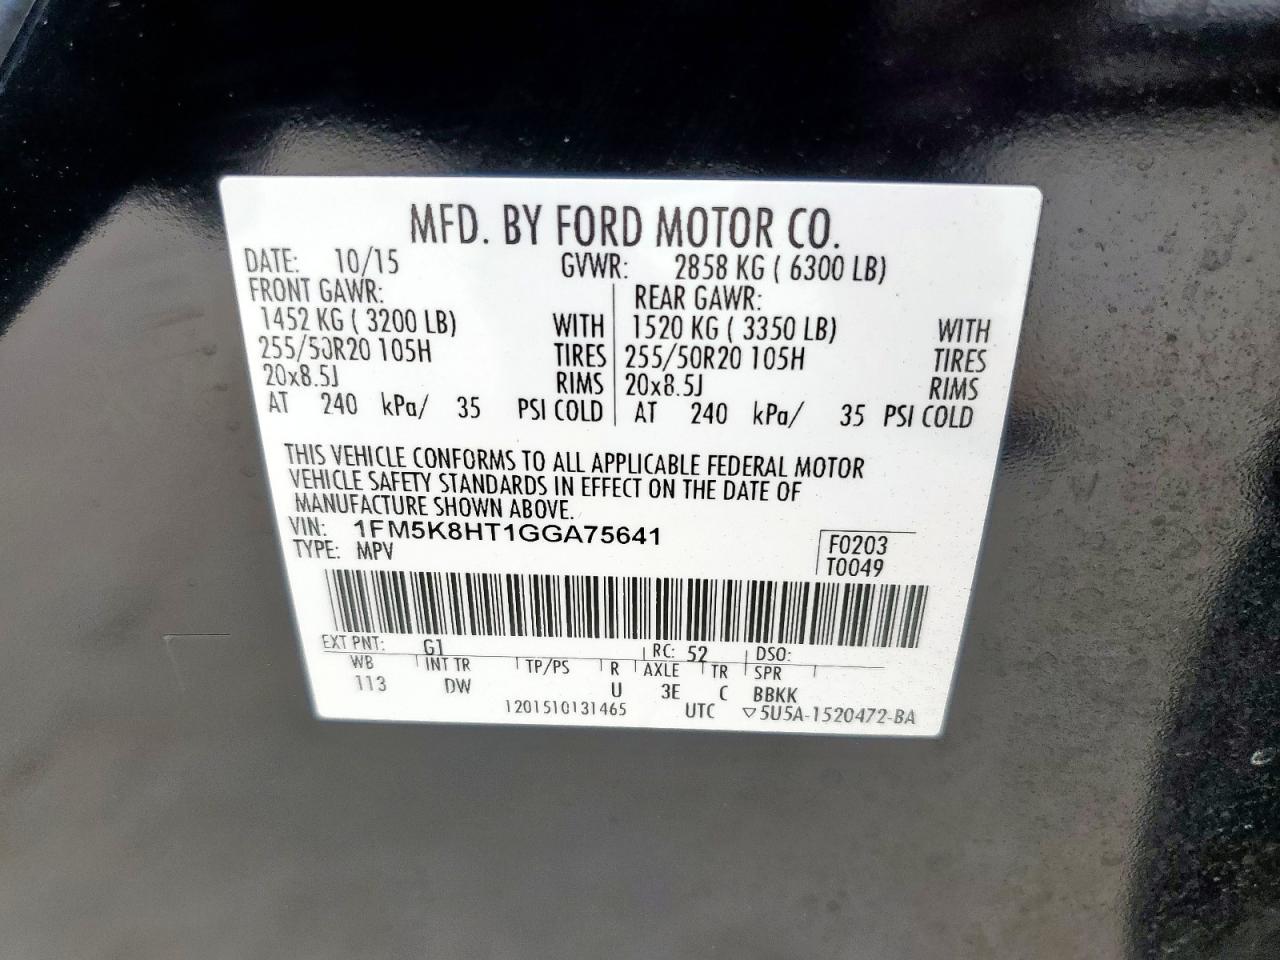 MFD. BY FORD MOTOR CO.
DATE: 10/15 GVWR: 2858 KG ( 6300 LB)
FRONT GAWR: REAR GAWR:
1452 KG ( 3200 LB) WITH 1520 KG ( 3350 LB) WITH
255/50R20 105H TIRES 255/50R20 105H TIRES
20x8.5J RIMS 20x8.5J RIMS
AT 240 kPa/ 35 PSI COLD AT 240 kPa/ 35 PSI COLD
THIS VEHICLE CONFORMS TO ALL APPLICABLE FEDERAL MOTOR
VEHICLE SAFETY STANDARDS IN EFFECT ON THE DATE OF
MANUFACTURE SHOWN ABOVE.
VIN: 1FM5K8HT1GGA75641
TYPE: MPV
F0203
T0049
EXT PNT: G1 RC: 52 DSO:
WB INT TR TP/PS R AXLE TR SPR
113 DW U 3E C BBKK
1201510131465 UTC ▽5U5A-1520472-BA